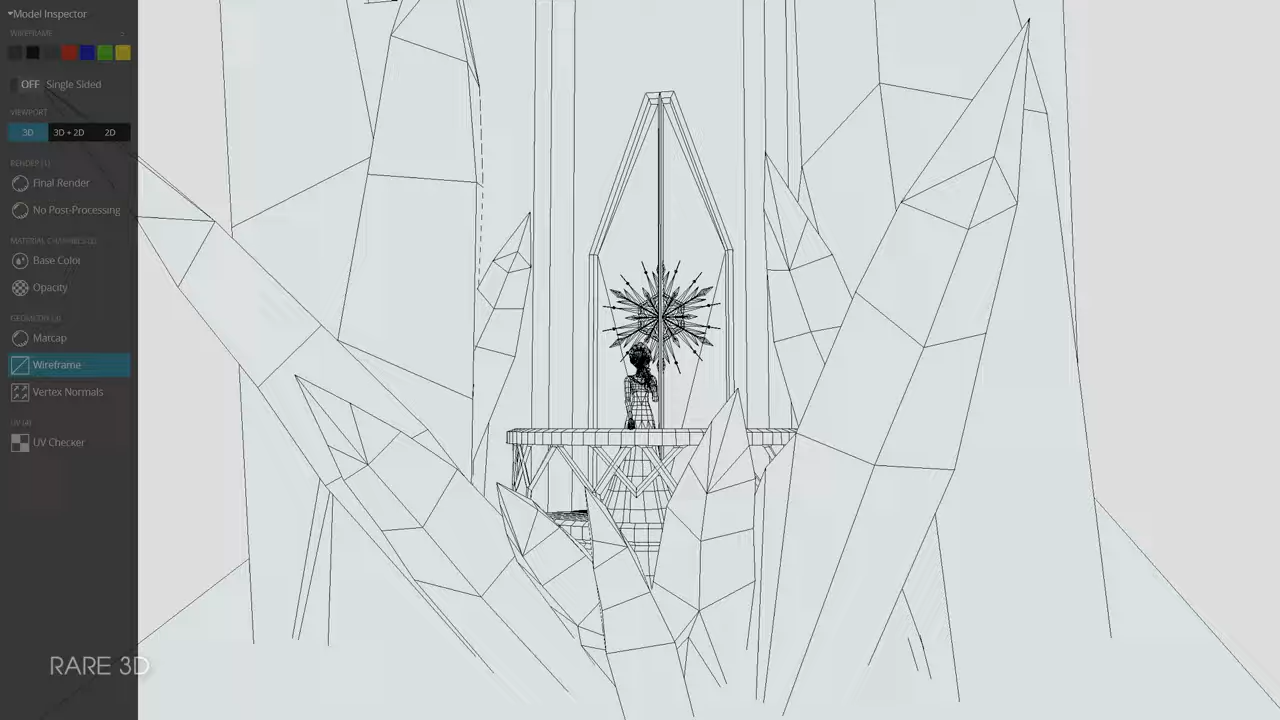 Model Inspector
WIREFRAME
OFF Single Sided
VIEWPORT
3D 3D + 2D 2D
RENDER (1)
Final Render
No Post-Processing
MATERIAL CHANNELS (2)
Base Color
Opacity
GEOMETRY (3)
Matcap
Wireframe
Vertex Normals
UV (#)
UV Checker
RARE 3D